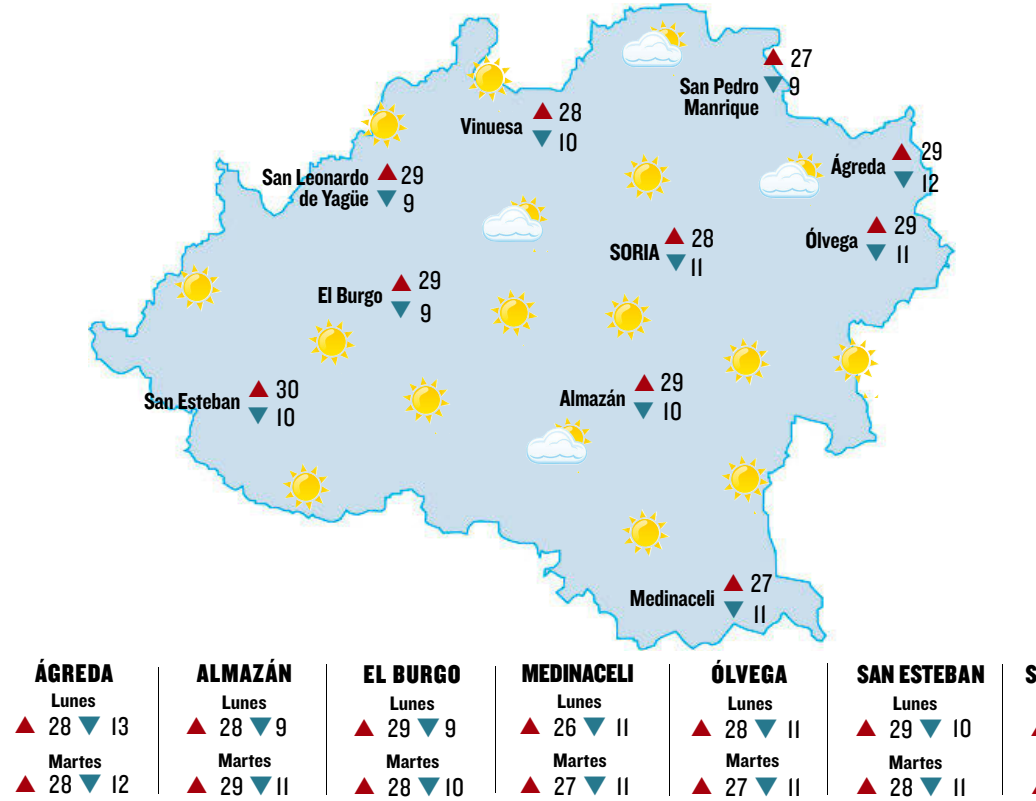 27
San Pedro 9
Manrique
28
Vinuesa
10
29
Ágreda
12
San Leonardo 29
de Yagüe 9
29
Ólvega
11
28
SORIA
11
29
El Burgo
9
30
San Esteban
10
29
Almazán
10
27
Medinaceli
11
ÁGREDA
Lunes
28 13
Martes
28 12
ALMAZÁN
Lunes
28 9
Martes
29 11
EL BURGO
Lunes
29 9
Martes
28 10
MEDINACELI
Lunes
26 11
Martes
27 11
ÓLVEGA
Lunes
28 11
Martes
27 11
SAN ESTEBAN
Lunes
29 10
Martes
28 11
S